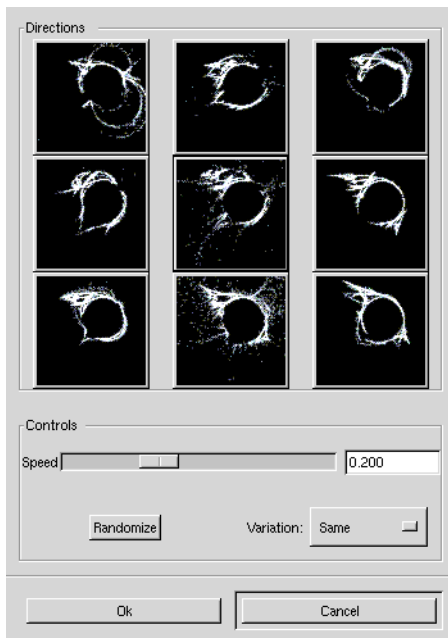 Directions
Controls
Speed 0.200
Randomize Variation: Same
Ok Cancel